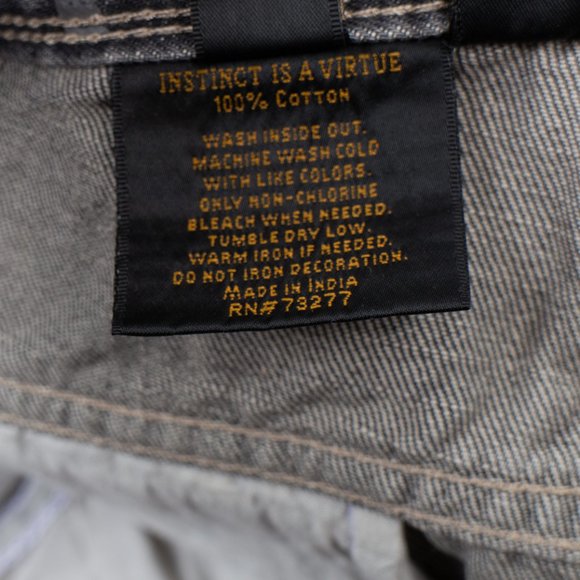 INSTINCT IS A VIRTUE
100% COTTON
WASH INSIDE OUT.
MACHINE WASH COLD
WITH LIKE COLORS.
ONLY NON-CHLORINE
BLEACH WHEN NEEDED.
TUMBLE DRY LOW.
WARM IRON IF NEEDED.
DO NOT IRON DECORATION.
MADE IN INDIA
RN# 73277